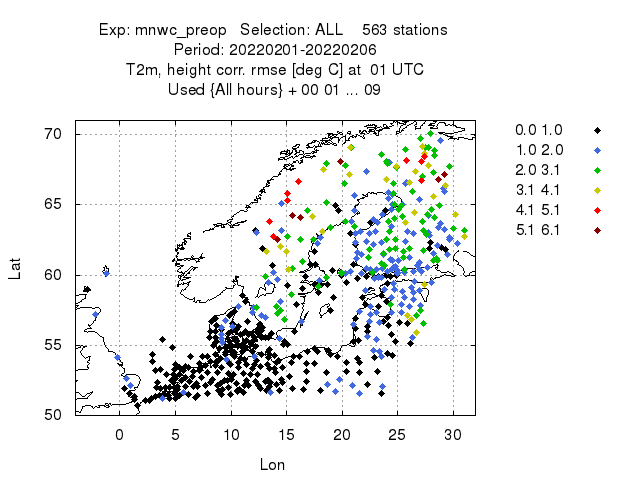 Exp: mnwc_preop Selection: ALL 563 stations
Period: 20220201-20220206
T2m, height corr. rmse [deg C] at 01 UTC
Used {All hours} + 00 01 ... 09
70
65
60
55
50
Lat
0 5 10 15 20 25 30
Lon
0.0 1.0
1.0 2.0
2.0 3.1
3.1 4.1
4.1 5.1
5.1 6.1